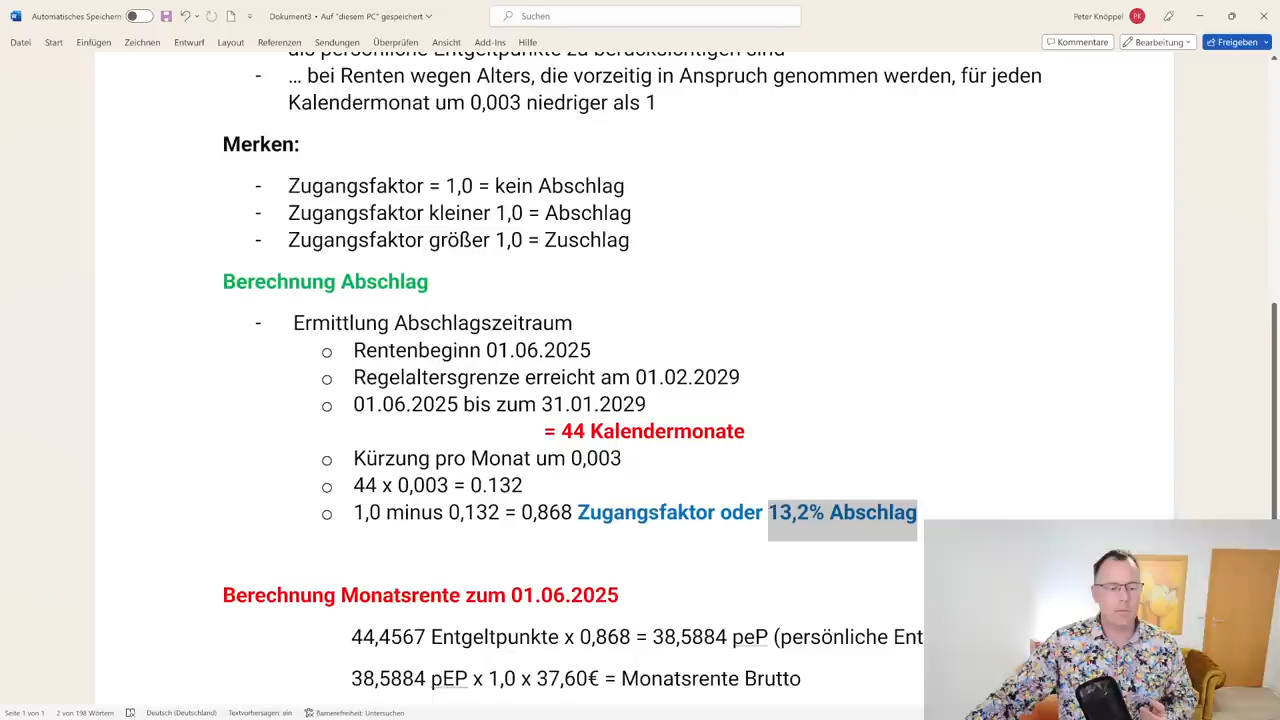 Automatisches Speichern
Dokument3 • Auf "diesem PC" gespeichert
Suchen
Peter Knöppel
PK
Datei Start Einfügen Zeichnen Entwurf Layout Referenzen Sendungen Überprüfen Ansicht Add-Ins Hilfe
Kommentare
Bearbeitung
Freigeben
als persönliche Entgeltpunkte zu berücksichtigen sind
- ... bei Renten wegen Alters, die vorzeitig in Anspruch genommen werden, für jeden
Kalendermonat um 0,003 niedriger als 1
Merken:
- Zugangsfaktor = 1,0 = kein Abschlag
- Zugangsfaktor kleiner 1,0 = Abschlag
- Zugangsfaktor größer 1,0 = Zuschlag
Berechnung Abschlag
- Ermittlung Abschlagszeitraum
o Rentenbeginn 01.06.2025
o Regelaltersgrenze erreicht am 01.02.2029
o 01.06.2025 bis zum 31.01.2029
= 44 Kalendermonate
o Kürzung pro Monat um 0,003
o 44 x 0,003 = 0.132
o 1,0 minus 0,132 = 0,868 Zugangsfaktor oder 13,2% Abschlag
Berechnung Monatsrente zum 01.06.2025
44,4567 Entgeltpunkte x 0,868 = 38,5884 peP (persönliche Ent
38,5884 pEP x 1,0 x 37,60€ = Monatsrente Brutto
Seite 1 von 1 2 von 198 Wörtern Deutsch (Deutschland) Textvorhersagen: ein Barrierefreiheit: Untersuchen